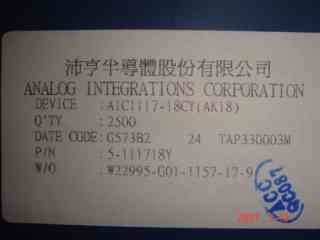 沛亨半導體股份有限公司
ANALOG INTEGRATIONS CORPORATION
DEVICE : AIC1117-18CY(AK18)
Q'TY : 2500
DATE CODE: G573B2 24 TAP330003M
P/N : 5-111718Y
W/O : W22995-G01-1157-17-9